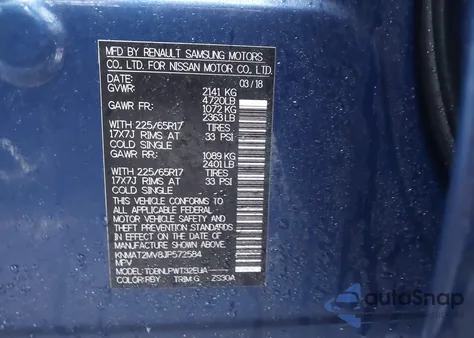 MFD BY RENAULT SAMSUNG MOTORS
CO., LTD. FOR NISSAN MOTOR CO., LTD.
DATE: 03/18
GVWR: 2141 KG
4720LB
GAWR FR: 1072 KG
2363LB
WITH 225/65R17 TIRES
17X7J RIMS AT 33 PSI
COLD SINGLE
GAWR RR: 1089 KG
2401LB
WITH 225/65R17 TIRES
17X7J RIMS AT 33 PSI
COLD SINGLE
THIS VEHICLE CONFORMS TO
ALL APPLICABLE FEDERAL
MOTOR VEHICLE SAFETY
STANDARDS IN EFFECT ON THE
DATE OF MANUFACTURE
SHOWN ABOVE
KNMAT2MV8JP572584
MPV
MODEL: TDBNLPWT32EUA
COLOR:RBY TRIM:G ZS30A
autoSnap